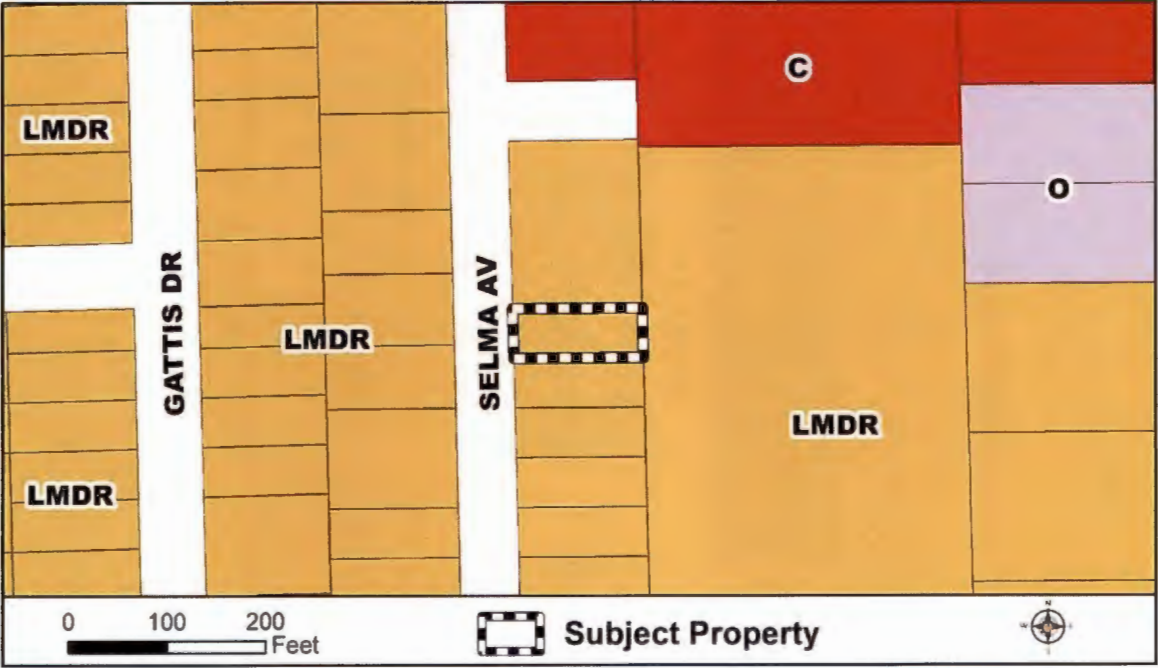 C
LMDR
O
GATTIS DR
SELMA AV
LMDR
LMDR
LMDR
0 100 200
Feet
Subject Property
N